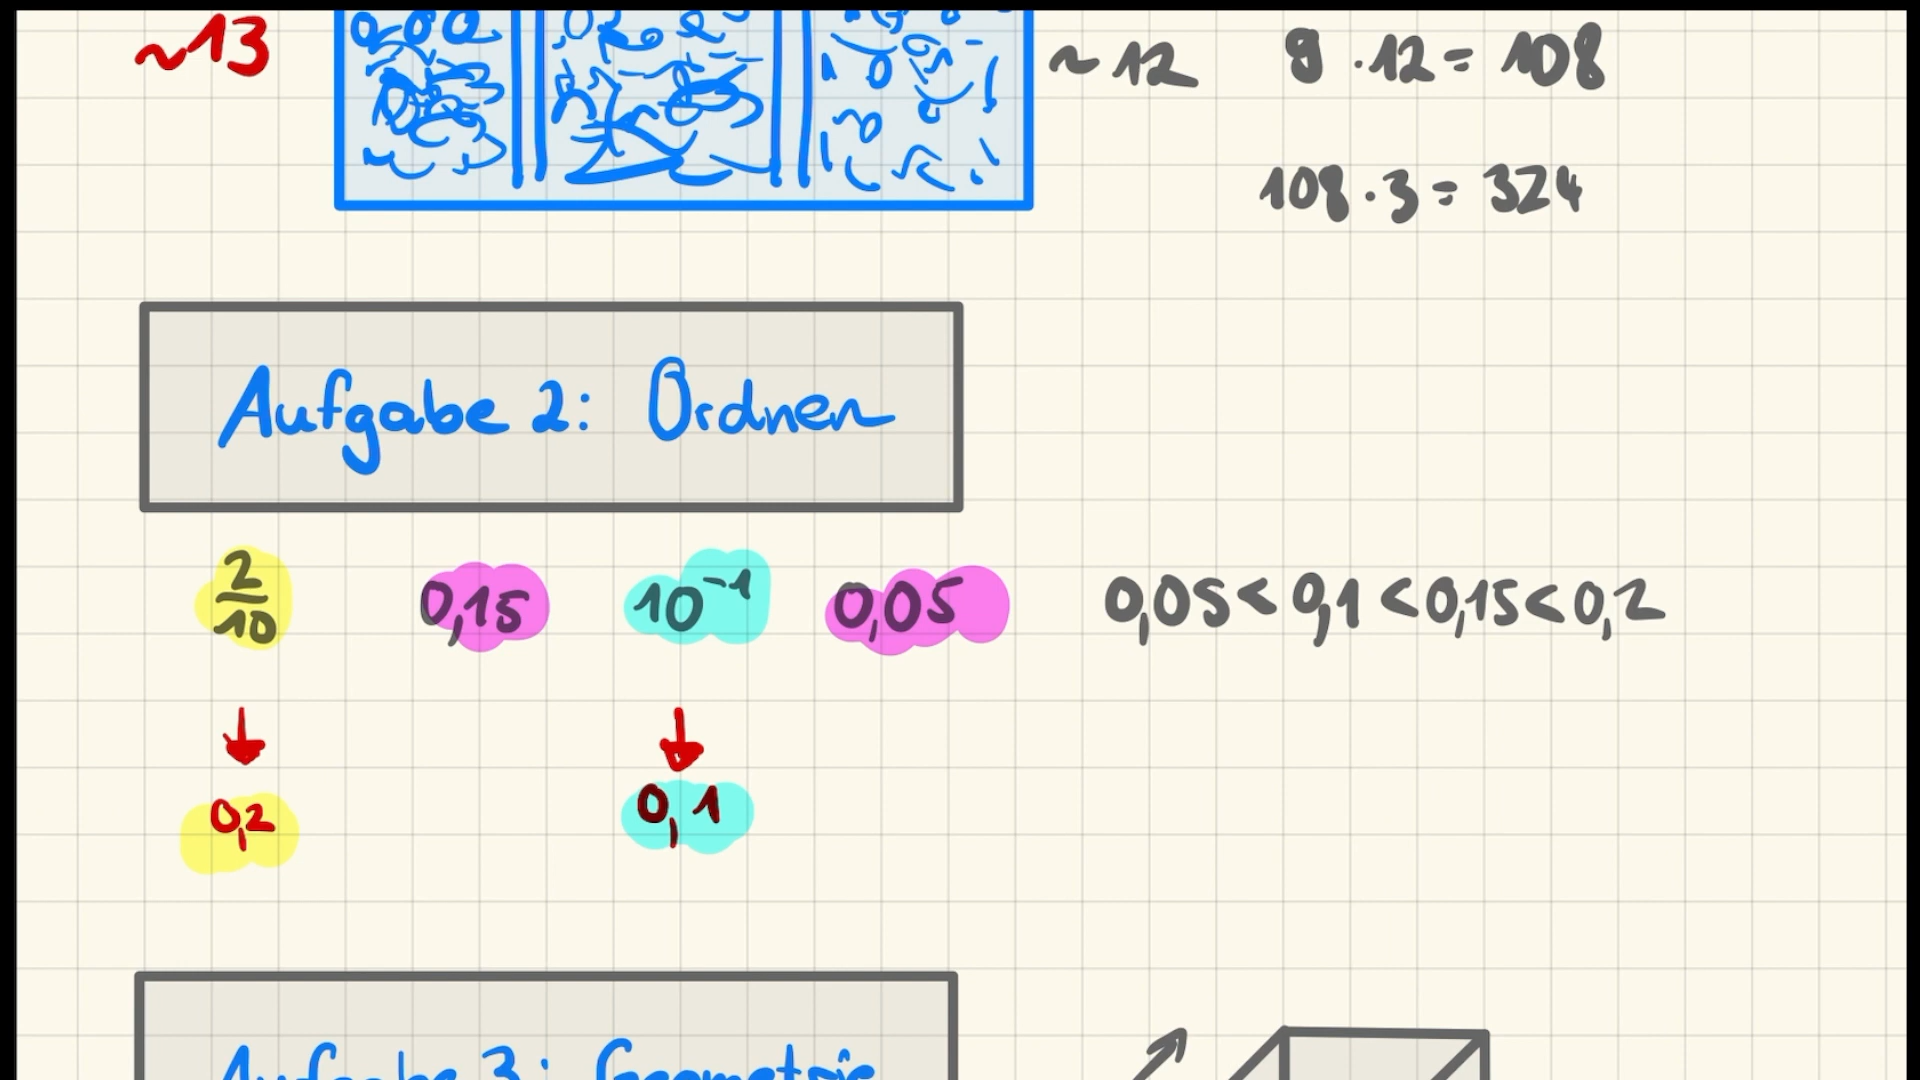 ~13
~12 9 · 12 = 108
108 · 3 = 324
Aufgabe 2: Ordnen
2/10 0,15 10⁻¹ 0,05 0,05 < 0,1 < 0,15 < 0,2
0,2 0,1
Aufgabe 3: Geometrie